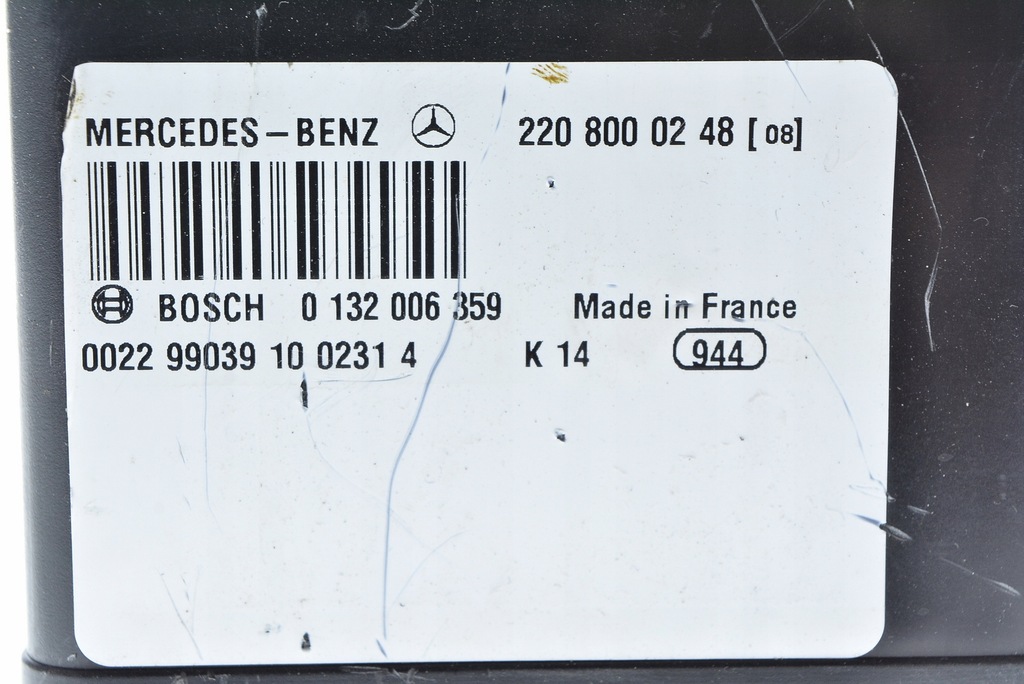 MERCEDES-BENZ 220 800 02 48 [08]
BOSCH 0 132 006 359 Made in France
0022 99039 10 0231 4 K 14 944